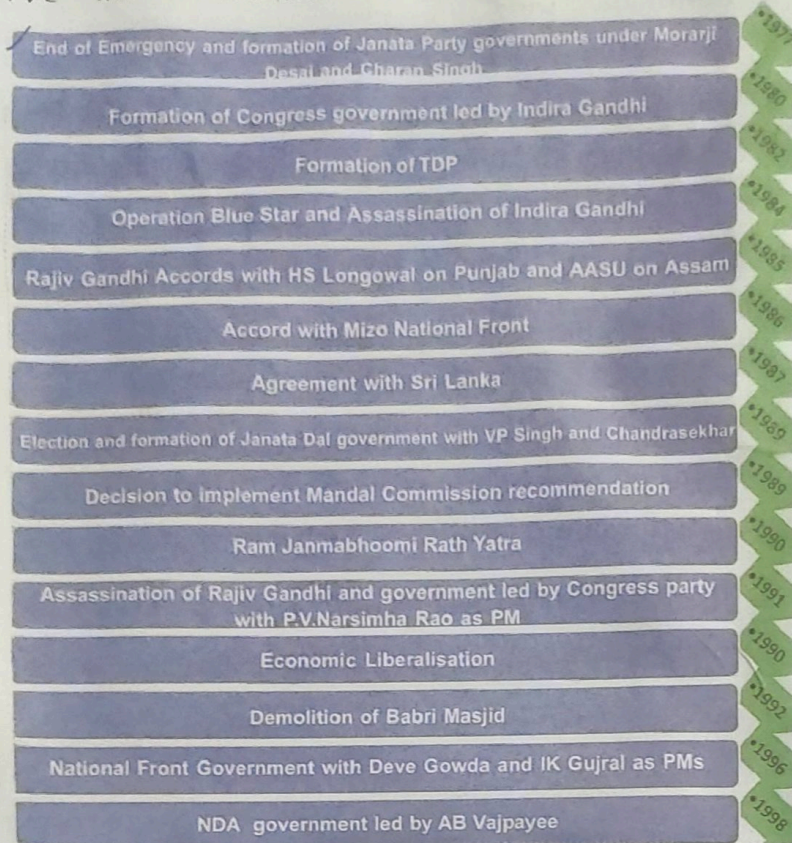 End of Emergency and formation of Janata Party governments under Morarji
Desai and Charan Singh
•1977
Formation of Congress government led by Indira Gandhi
•1980
Formation of TDP
•1982
Operation Blue Star and Assassination of Indira Gandhi
•1984
Rajiv Gandhi Accords with HS Longowal on Punjab and AASU on Assam
•1985
Accord with Mizo National Front
•1986
Agreement with Sri Lanka
•1987
Election and formation of Janata Dal government with VP Singh and Chandrasekhar
•1989
Decision to implement Mandal Commission recommendation
•1989
Ram Janmabhoomi Rath Yatra
•1990
Assassination of Rajiv Gandhi and government led by Congress party
with P.V.Narsimha Rao as PM
•1991
Economic Liberalisation
•1990
Demolition of Babri Masjid
•1992
National Front Government with Deve Gowda and IK Gujral as PMs
•1996
NDA government led by AB Vajpayee
•1998